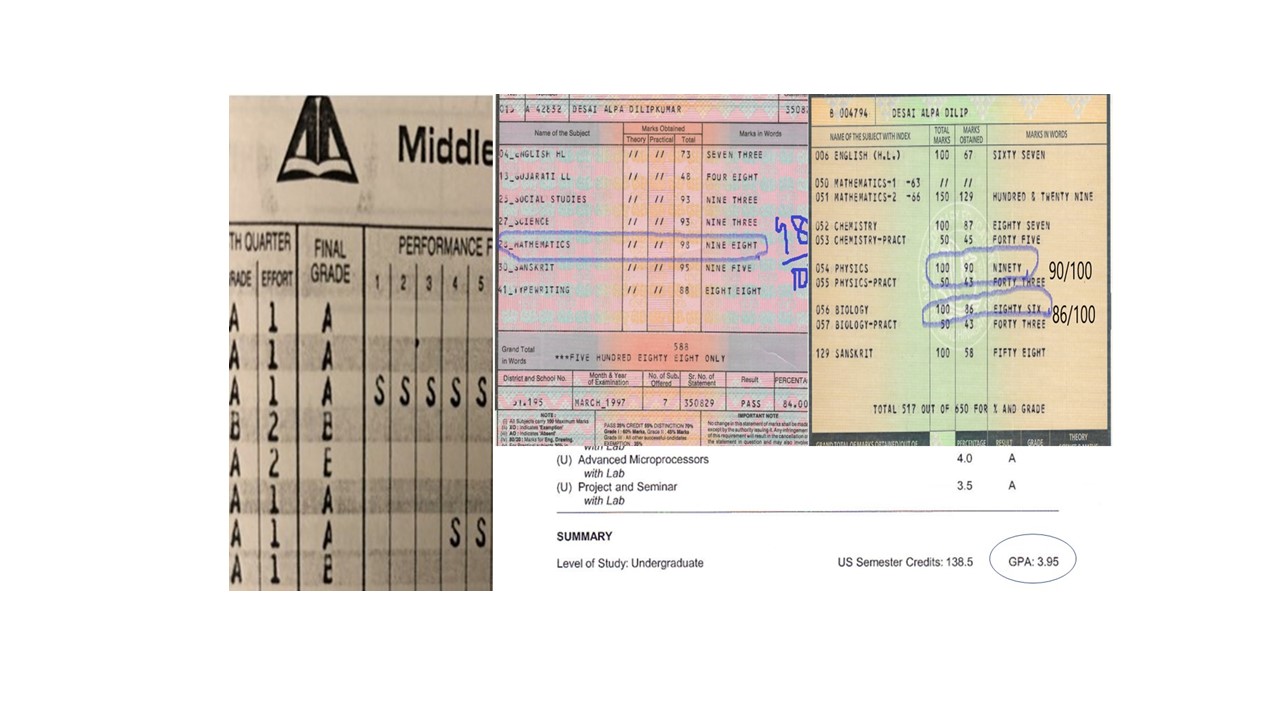 Middle
TH QUARTER
FINAL GRADE
PERFORMANCE
RADE EFFORT
1 2 3 4 5
A 1 A
A 1 A
A 1 A S S S S S
B 2 B
A 2 B
A 1 A
A 1 A S S
A 1 B
A 42832 DESAI ALPA DILIPKUMAR 3508
Name of the Subject Marks Obtained Marks in Words
Theory Practical Total
04_ENGLISH HL // // 73 SEVEN THREE
13_GUJARATI LL // // 48 FOUR EIGHT
25_SOCIAL STUDIES // // 93 NINE THREE
27_SCIENCE // // 93 NINE THREE
28_MATHEMATICS // // 98 NINE EIGHT
98
10
30_SANSKRIT // // 95 NINE FIVE
41_TYPEWRITING // // 88 EIGHT EIGHT
Grand Total in Words 588
***FIVE HUNDRED EIGHTY EIGHT ONLY
District and School No. Month & Year of Examination No. of Sub. Offered Sr. No. of Statement Result PERCENTA
51.195 MARCH_1997 7 350829 PASS 84.00
NOTE :
IMPORTANT NOTE
B 004794 DESAI ALPA DILIP
NAME OF THE SUBJECT WITH INDEX TOTAL MARKS MARKS OBTAINED MARKS IN WORDS
006 ENGLISH (H.L.) 100 67 SIXTY SEVEN
050 MATHEMATICS-1 -63 // //
051 MATHEMATICS-2 -66 150 129 HUNDRED & TWENTY NINE
052 CHEMISTRY 100 87 EIGHTY SEVEN
053 CHEMISTRY-PRACT 50 45 FORTY FIVE
054 PHYSICS 100 90 NINETY 90/100
055 PHYSICS-PRACT 50 43 FORTY THREE
056 BIOLOGY 100 86 EIGHTY SIX 86/100
057 BIOLOGY-PRACT 50 43 FORTY THREE
129 SANSKRIT 100 58 FIFTY EIGHT
TOTAL 517 OUT OF 650 FOR % AND GRADE
PERCENTAGE RESULT GRADE THEORY
with Lab
(U) Advanced Microprocessors 4.0 A
with Lab
(U) Project and Seminar 3.5 A
with Lab
SUMMARY
Level of Study: Undergraduate US Semester Credits: 138.5 GPA: 3.95